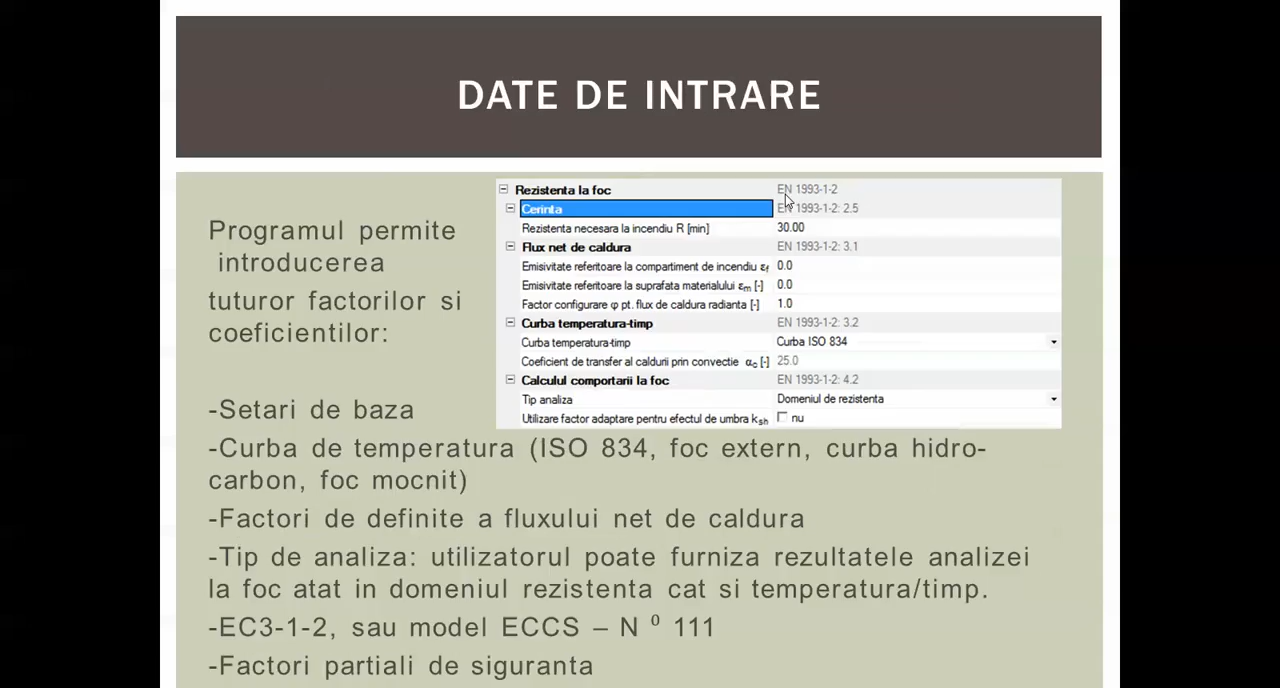 DATE DE INTRARE
Programul permite
introducerea
tuturor factorilor si
coeficientilor:
Rezistenta la foc EN 1993-1-2
Cerinta EN 1993-1-2: 2.5
Rezistenta necesara la incendiu R [min] 30.00
Flux net de caldura EN 1993-1-2: 3.1
Emisivitate referitoare la compartiment de incendiu εf 0.0
Emisivitate referitoare la suprafata materialului εm [-] 0.0
Factor configurare φ pt. flux de caldura radianta [-] 1.0
Curba temperatura-timp EN 1993-1-2: 3.2
Curba temperatura-timp Curba ISO 834
Coeficient de transfer al caldurii prin convectie αc [-] 25.0
Calculul comportarii la foc EN 1993-1-2: 4.2
Tip analiza Domeniul de rezistenta
Utilizare factor adaptare pentru efectul de umbra ksh nu
-Setari de baza
-Curba de temperatura (ISO 834, foc extern, curba hidro-
carbon, foc mocnit)
-Factori de definite a fluxului net de caldura
-Tip de analiza: utilizatorul poate furniza rezultatele analizei
la foc atat in domeniul rezistenta cat si temperatura/timp.
-EC3-1-2, sau model ECCS – N ⁰ 111
-Factori partiali de siguranta